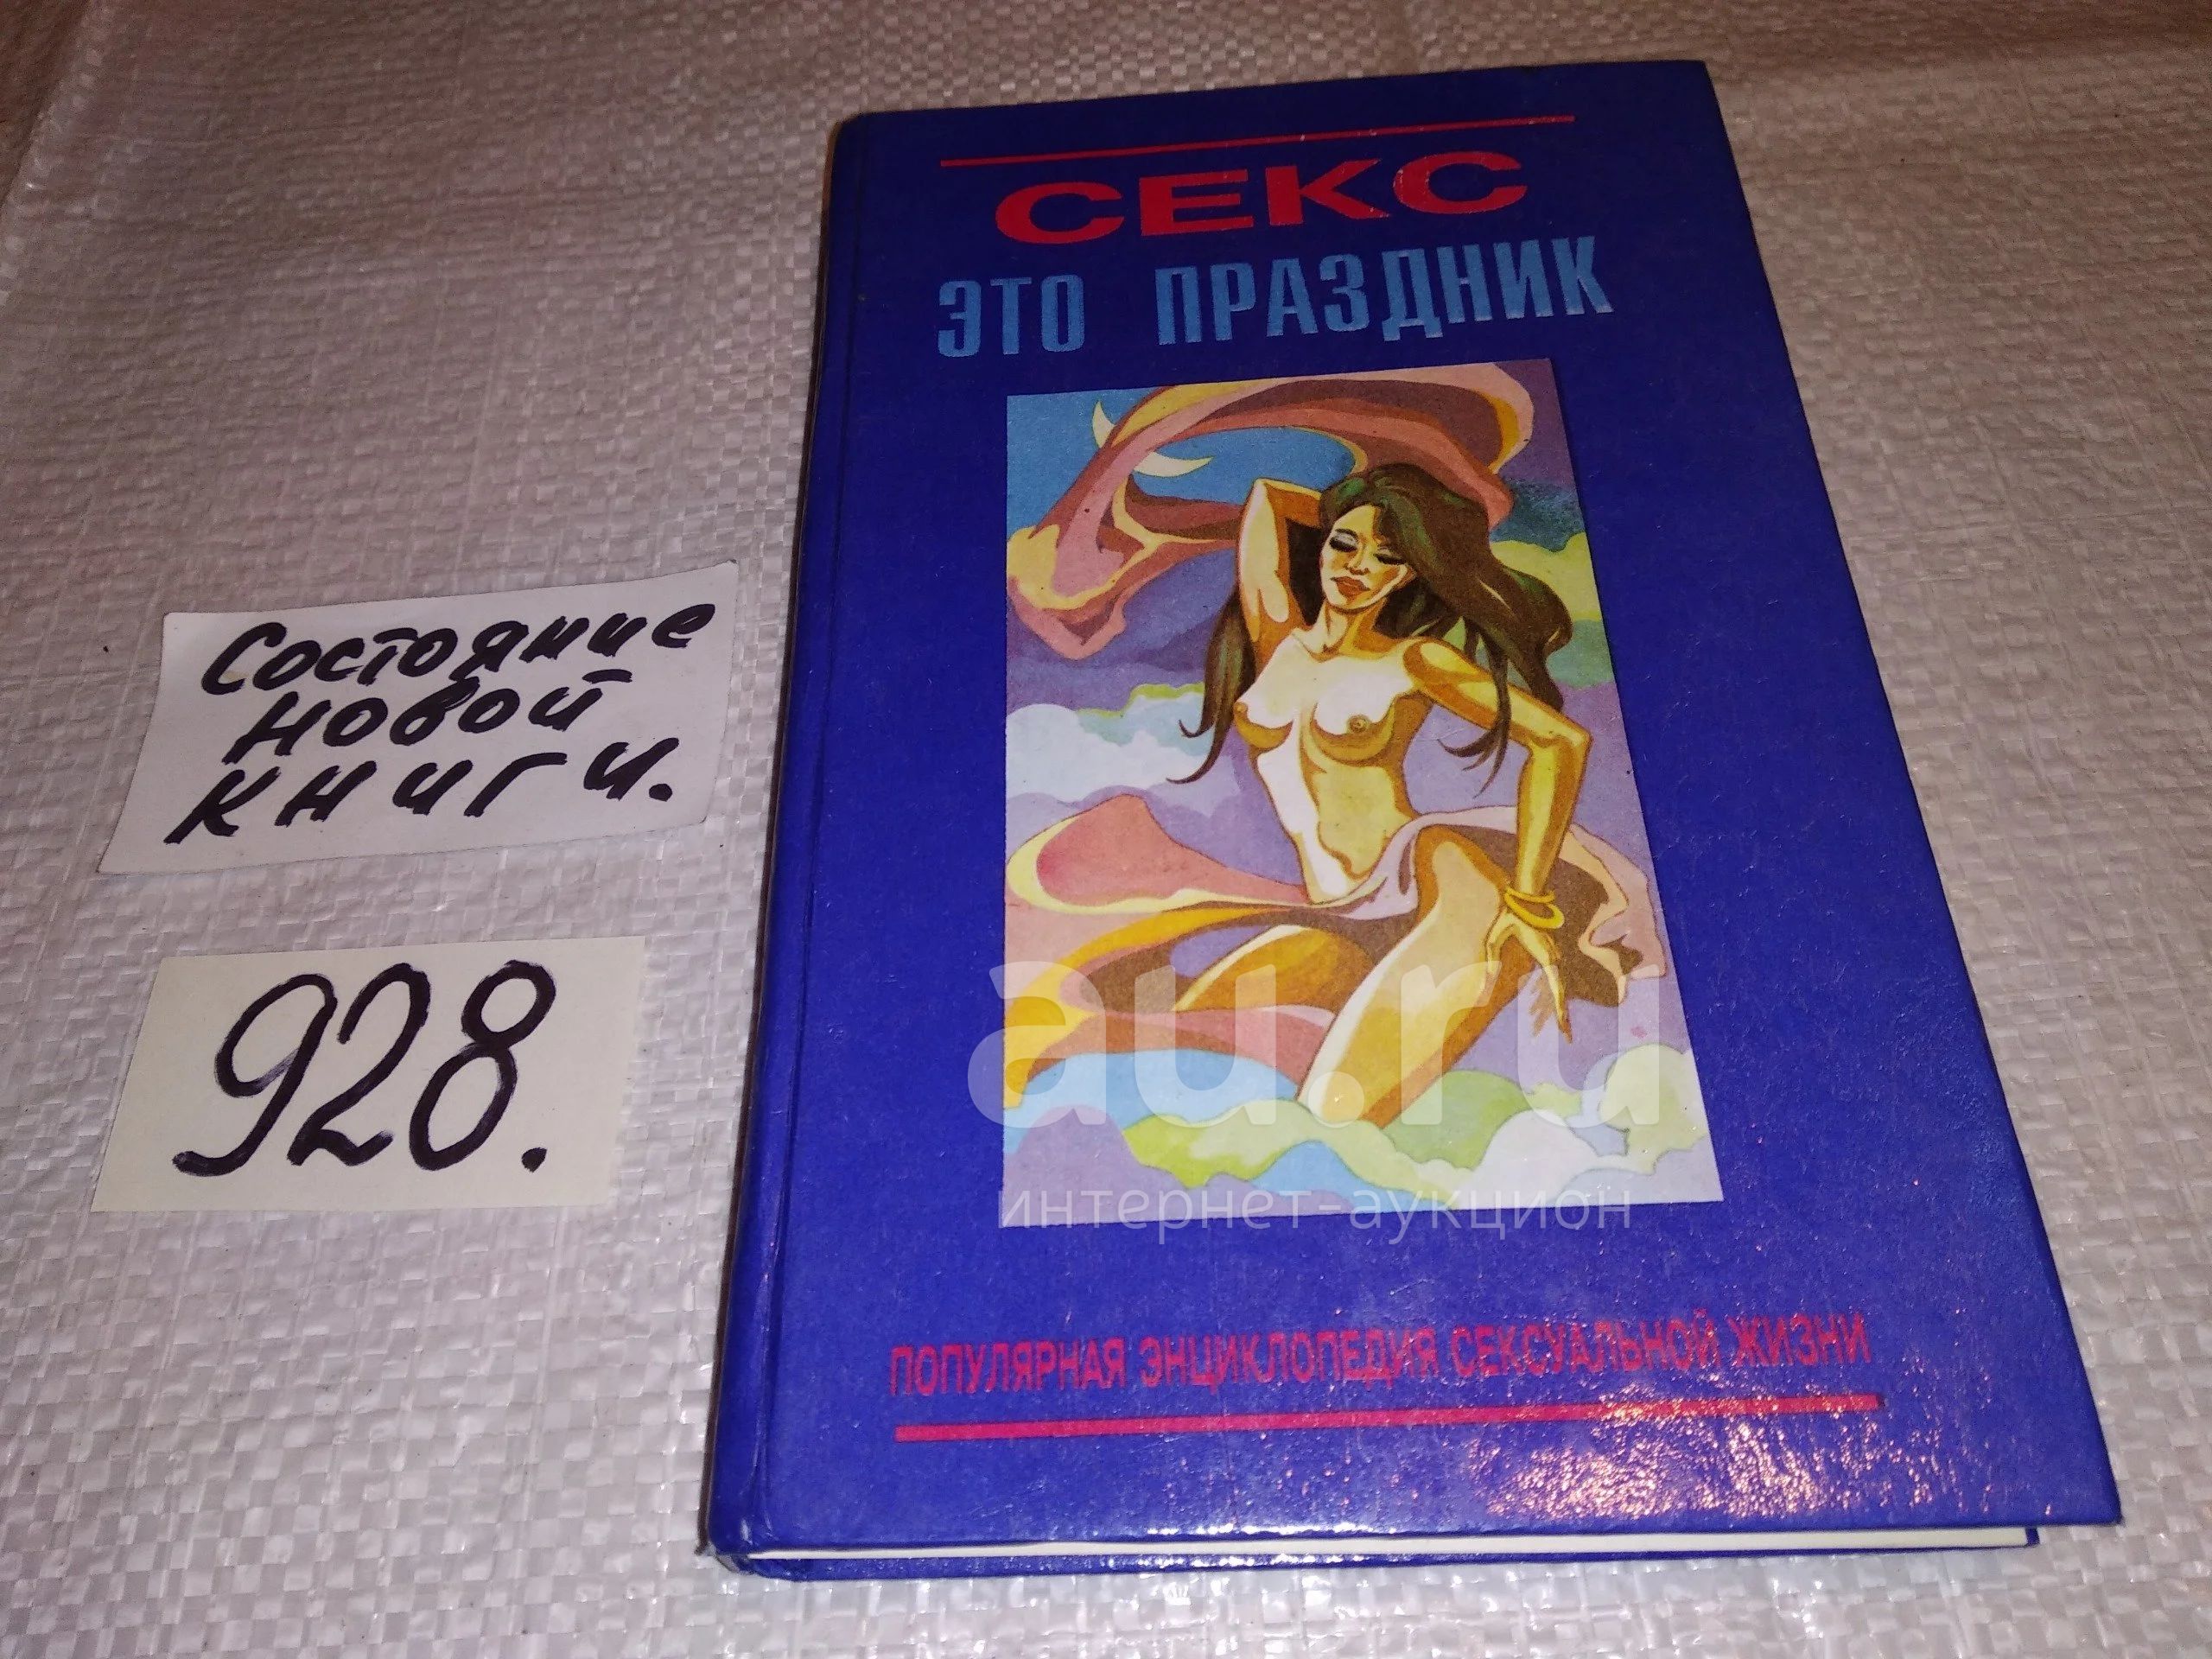 СЕКС
ЭТО ПРАЗДНИК
Состояние
новой
книги.
928.
au.ru
интернет-аукцион
ПОПУЛЯРНАЯ ЭНЦИКЛОПЕДИЯ СЕКСУАЛЬНОЙ ЖИЗНИ